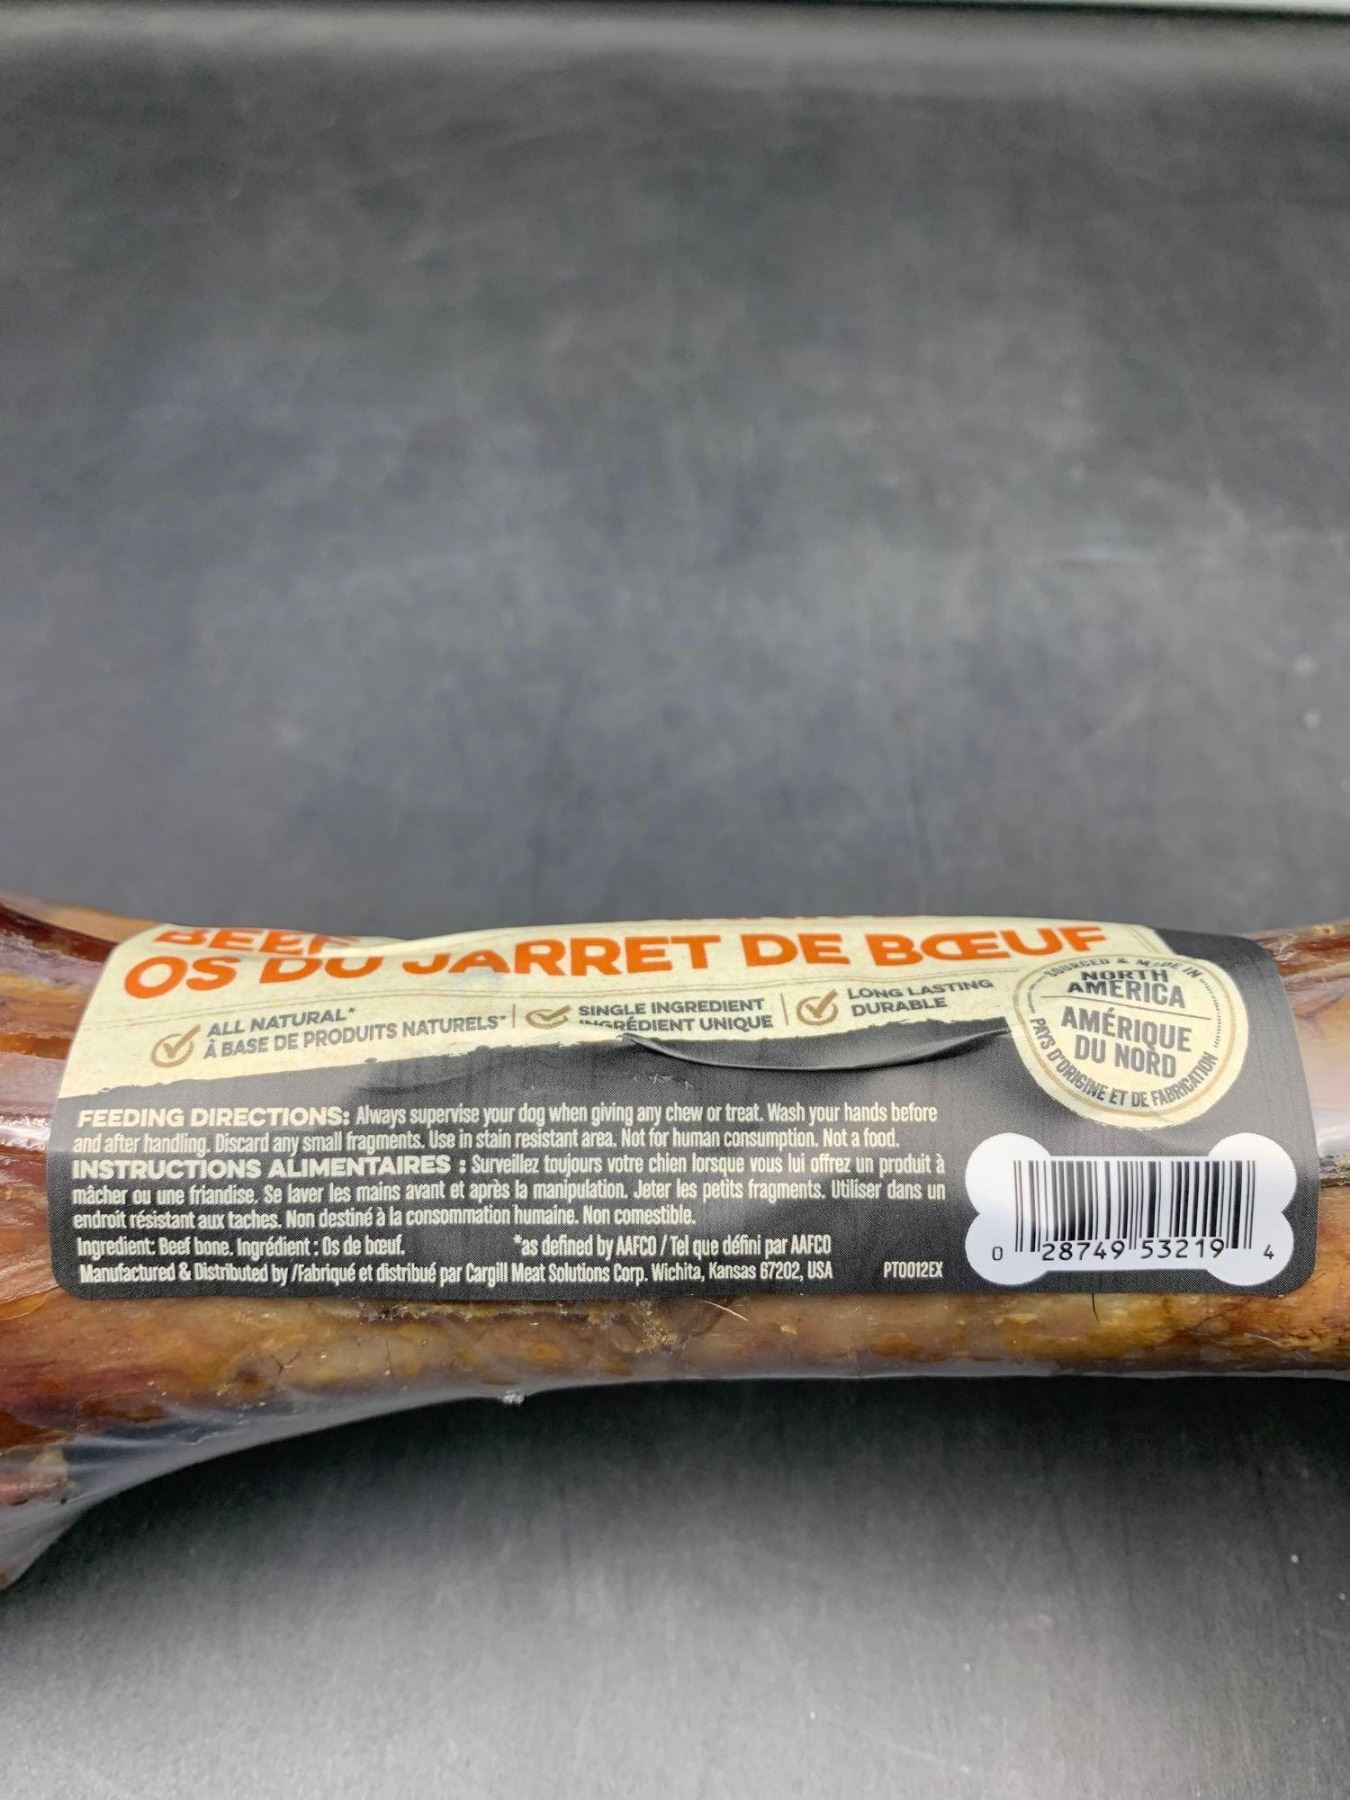 BEEF
OS DU JARRET DE BŒUF
ALL NATURAL*
À BASE DE PRODUITS NATURELS*
SINGLE INGREDIENT
INGRÉDIENT UNIQUE
LONG LASTING
DURABLE
SOURCED & MADE IN
NORTH
AMERICA
AMÉRIQUE
DU NORD
PAYS D'ORIGINE ET DE FABRICATION
FEEDING DIRECTIONS: Always supervise your dog when giving any chew or treat. Wash your hands before
and after handling. Discard any small fragments. Use in stain resistant area. Not for human consumption. Not a food.
INSTRUCTIONS ALIMENTAIRES : Surveillez toujours votre chien lorsque vous lui offrez un produit à
mâcher ou une friandise. Se laver les mains avant et après la manipulation. Jeter les petits fragments. Utiliser dans un
endroit résistant aux taches. Non destiné à la consommation humaine. Non comestible.
Ingredient: Beef bone. Ingrédient : Os de bœuf. *as defined by AAFCO / Tel que défini par AAFCO
Manufactured & Distributed by /Fabriqué et distribué par Cargill Meat Solutions Corp. Wichita, Kansas 67202, USA
PT0012EX
0 28749 53219 4